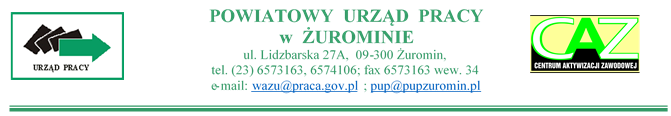 URZĄD PRACY
POWIATOWY URZĄD PRACY
w ŻUROMINIE
ul. Lidzbarska 27A, 09-300 Żuromin,
tel. (23) 6573163, 6574106; fax 6573163 wew. 34
e-mail: wazu@praca.gov.pl ; pup@pupzuromin.pl
CAZ
CENTRUM AKTYWIZACJI ZAWODOWEJ